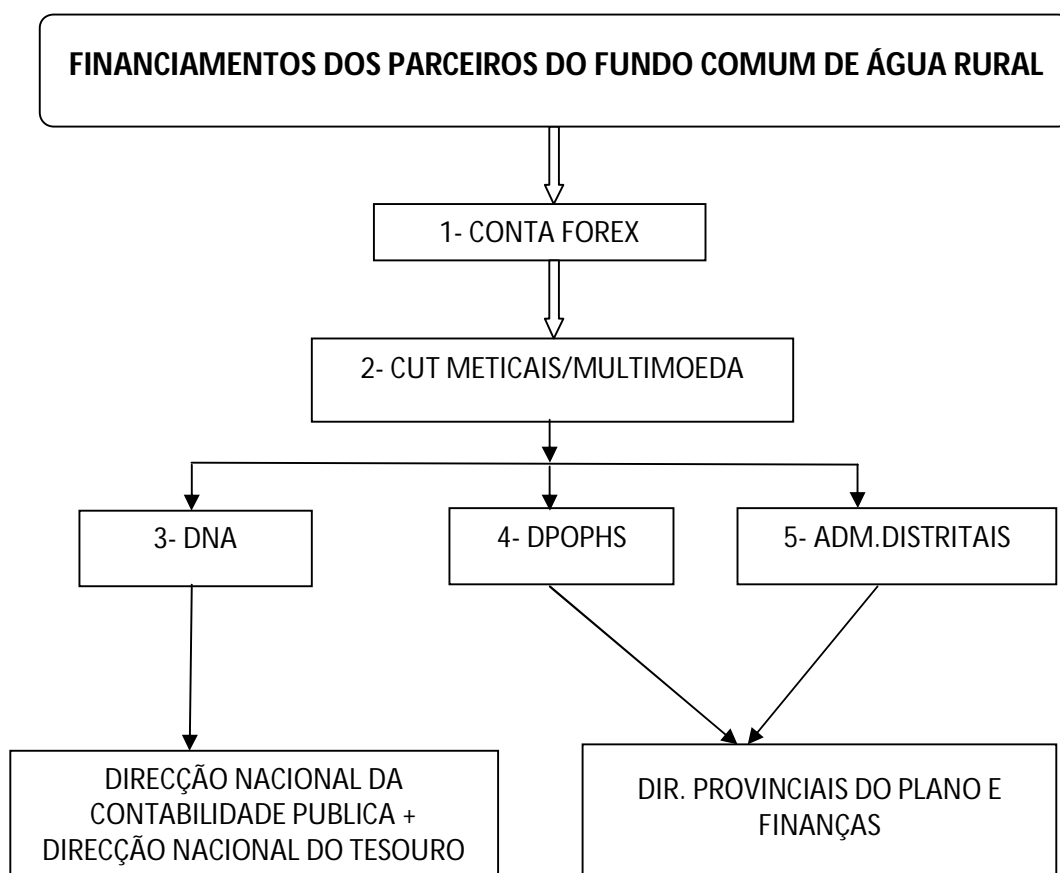 FINANCIAMENTOS DOS PARCEIROS DO FUNDO COMUM DE ÁGUA RURAL
1- CONTA FOREX
2- CUT METICAIS/MULTIMOEDA
3- DNA
4- DPOPHS
5- ADM.DISTRITAIS
DIRECÇÃO NACIONAL DA
CONTABILIDADE PUBLICA +
DIRECÇÃO NACIONAL DO TESOURO
DIR. PROVINCIAIS DO PLANO E
FINANÇAS